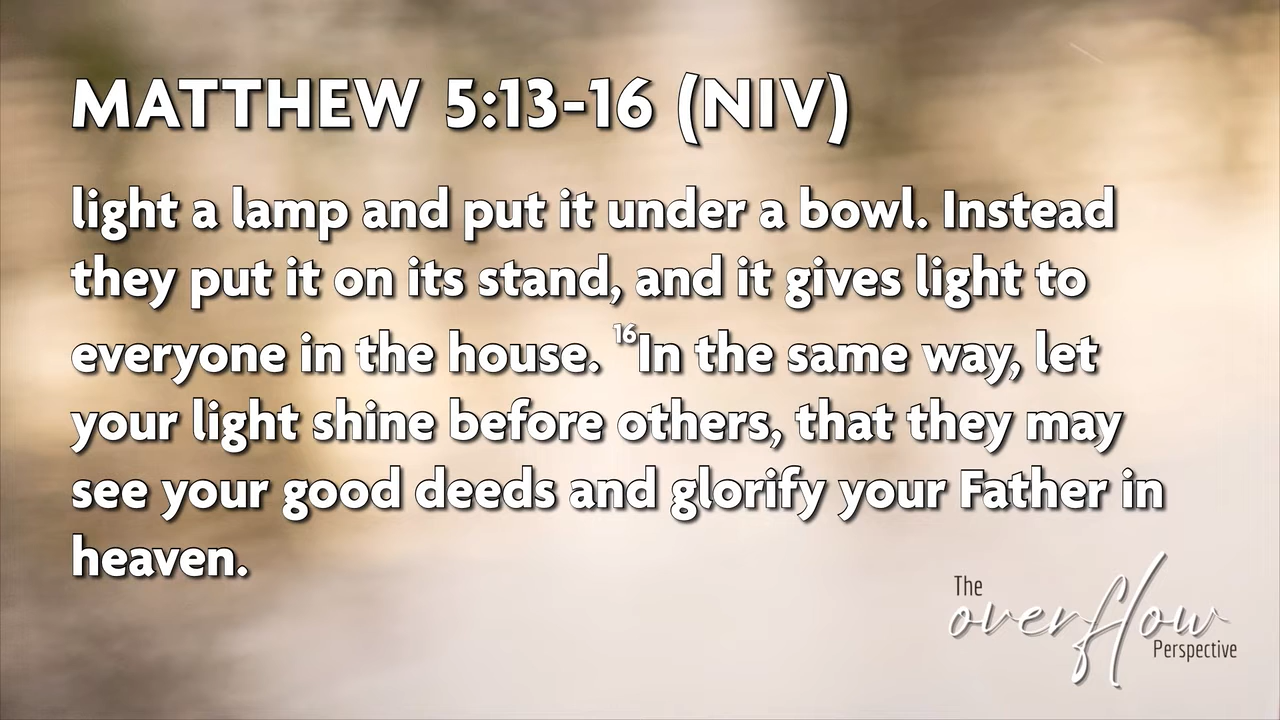 MATTHEW 5:13-16 (NIV)
light a lamp and put it under a bowl. Instead
they put it on its stand, and it gives light to
everyone in the house. 16In the same way, let
your light shine before others, that they may
see your good deeds and glorify your Father in
heaven.
The
overflow
Perspective